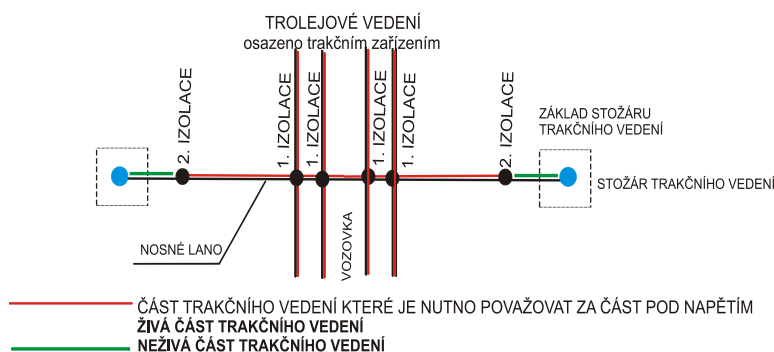 TROLEJOVÉ VEDENÍ
osazeno trakčním zařízením
2. IZOLACE
1. IZOLACE
1. IZOLACE
1. IZOLACE
1. IZOLACE
2. IZOLACE
ZÁKLAD STOŽÁRU
TRAKČNÍHO VEDENÍ
STOŽÁR TRAKČNÍHO VEDENÍ
NOSNÉ LANO
VOZOVKA
ČÁST TRAKČNÍHO VEDENÍ KTERÉ JE NUTNO POVAŽOVAT ZA ČÁST POD NAPĚTÍM
ŽIVÁ ČÁST TRAKČNÍHO VEDENÍ
NEŽIVÁ ČÁST TRAKČNÍHO VEDENÍ